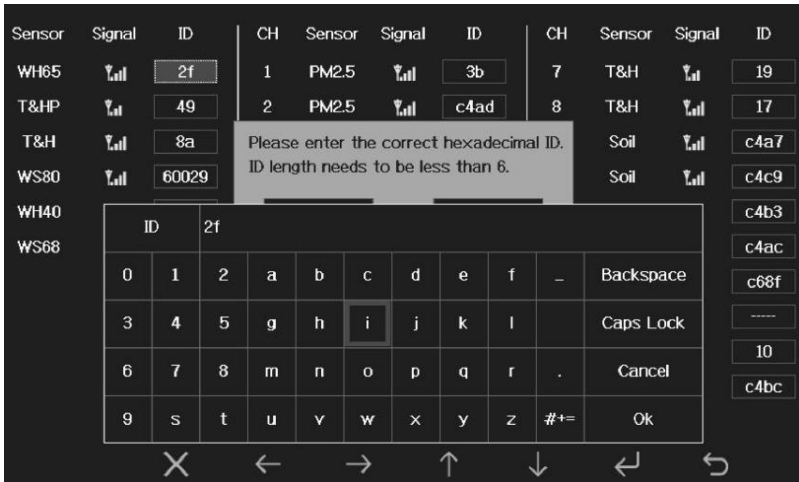 Sensor Signal ID CH Sensor Signal ID CH Sensor Signal ID
WH65 2f 1 PM2.5 3b 7 T&H 19
T&HP 49 2 PM2.5 c4ad 8 T&H 17
T&H 8a Soil c4a7
WS80 60029 Soil c4c9
WH40 c4b3
WS68 c4ac
c68f
-----
10
c4bc
Please enter the correct hexadecimal ID.
ID length needs to be less than 6.
ID 2f
0 1 2 a b c d e f _ Backspace
3 4 5 g h i j k l Caps Lock
6 7 8 m n o p q r . Cancel
9 s t u v w x y z #+= Ok